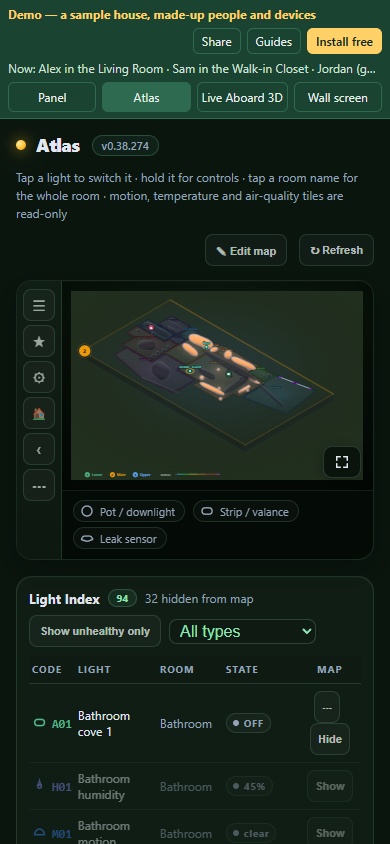 Demo — a sample house, made-up people and devices
Share Guides Install free
Now: Alex in the Living Room · Sam in the Walk-in Closet · Jordan (g...
Panel Atlas Live Aboard 3D Wall screen
Atlas v0.38.274
Tap a light to switch it · hold it for controls · tap a room name for
the whole room · motion, temperature and air-quality tiles are
read-only
✎ Edit map ↻ Refresh
Pot / downlight Strip / valance
Leak sensor
Light Index 94 32 hidden from map
Show unhealthy only All types
CODE LIGHT ROOM STATE MAP
A01 Bathroom cove 1 Bathroom OFF --- Hide
H01 Bathroom humidity Bathroom 45% Show
M01 Bathroom motion Bathroom clear Show